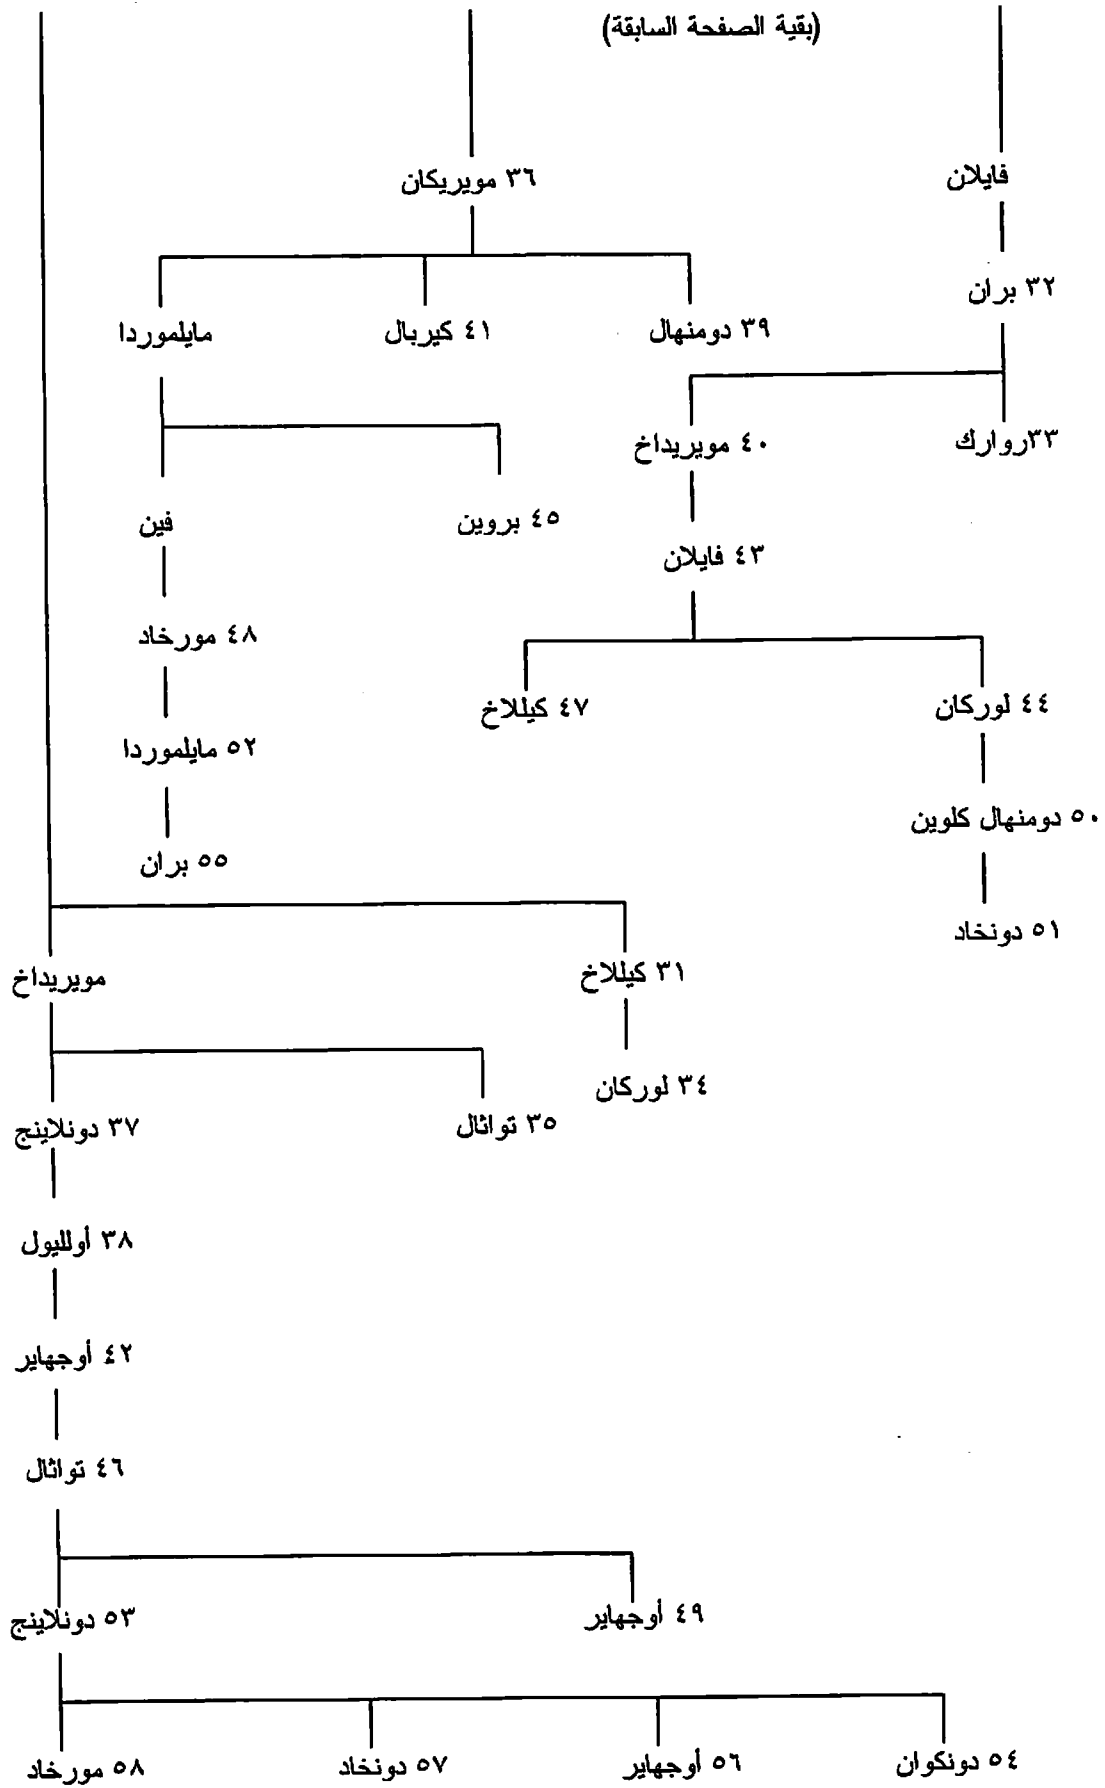 (بقية الصفحة السابقة)
فايلان
٣٦ مويريكان
٣٢ بران
٣٩ دومنهال
٤١ كيربال
مايلموردا
٣٣روارك
٤٠ مويريداخ
٤٥ بروين
فين
٤٣ فايلان
٤٨ مورخاد
٤٤ لوركان
٤٧ كيللاخ
٥٢ مايلموردا
٥٠ دومنهال كلوين
٥٥ بران
٥١ دونخاد
٣١ كيللاخ
مويريداخ
٣٤ لوركان
٣٥ تواثال
٣٧ دونلاينج
٣٨ أولليول
٤٢ أوجهاير
٤٦ تواثال
٤٩ أوجهاير
٥٣ دونلاينج
٥٤ دونكوان
٥٦ أوجهاير
٥٧ دونخاد
٥٨ مورخاد